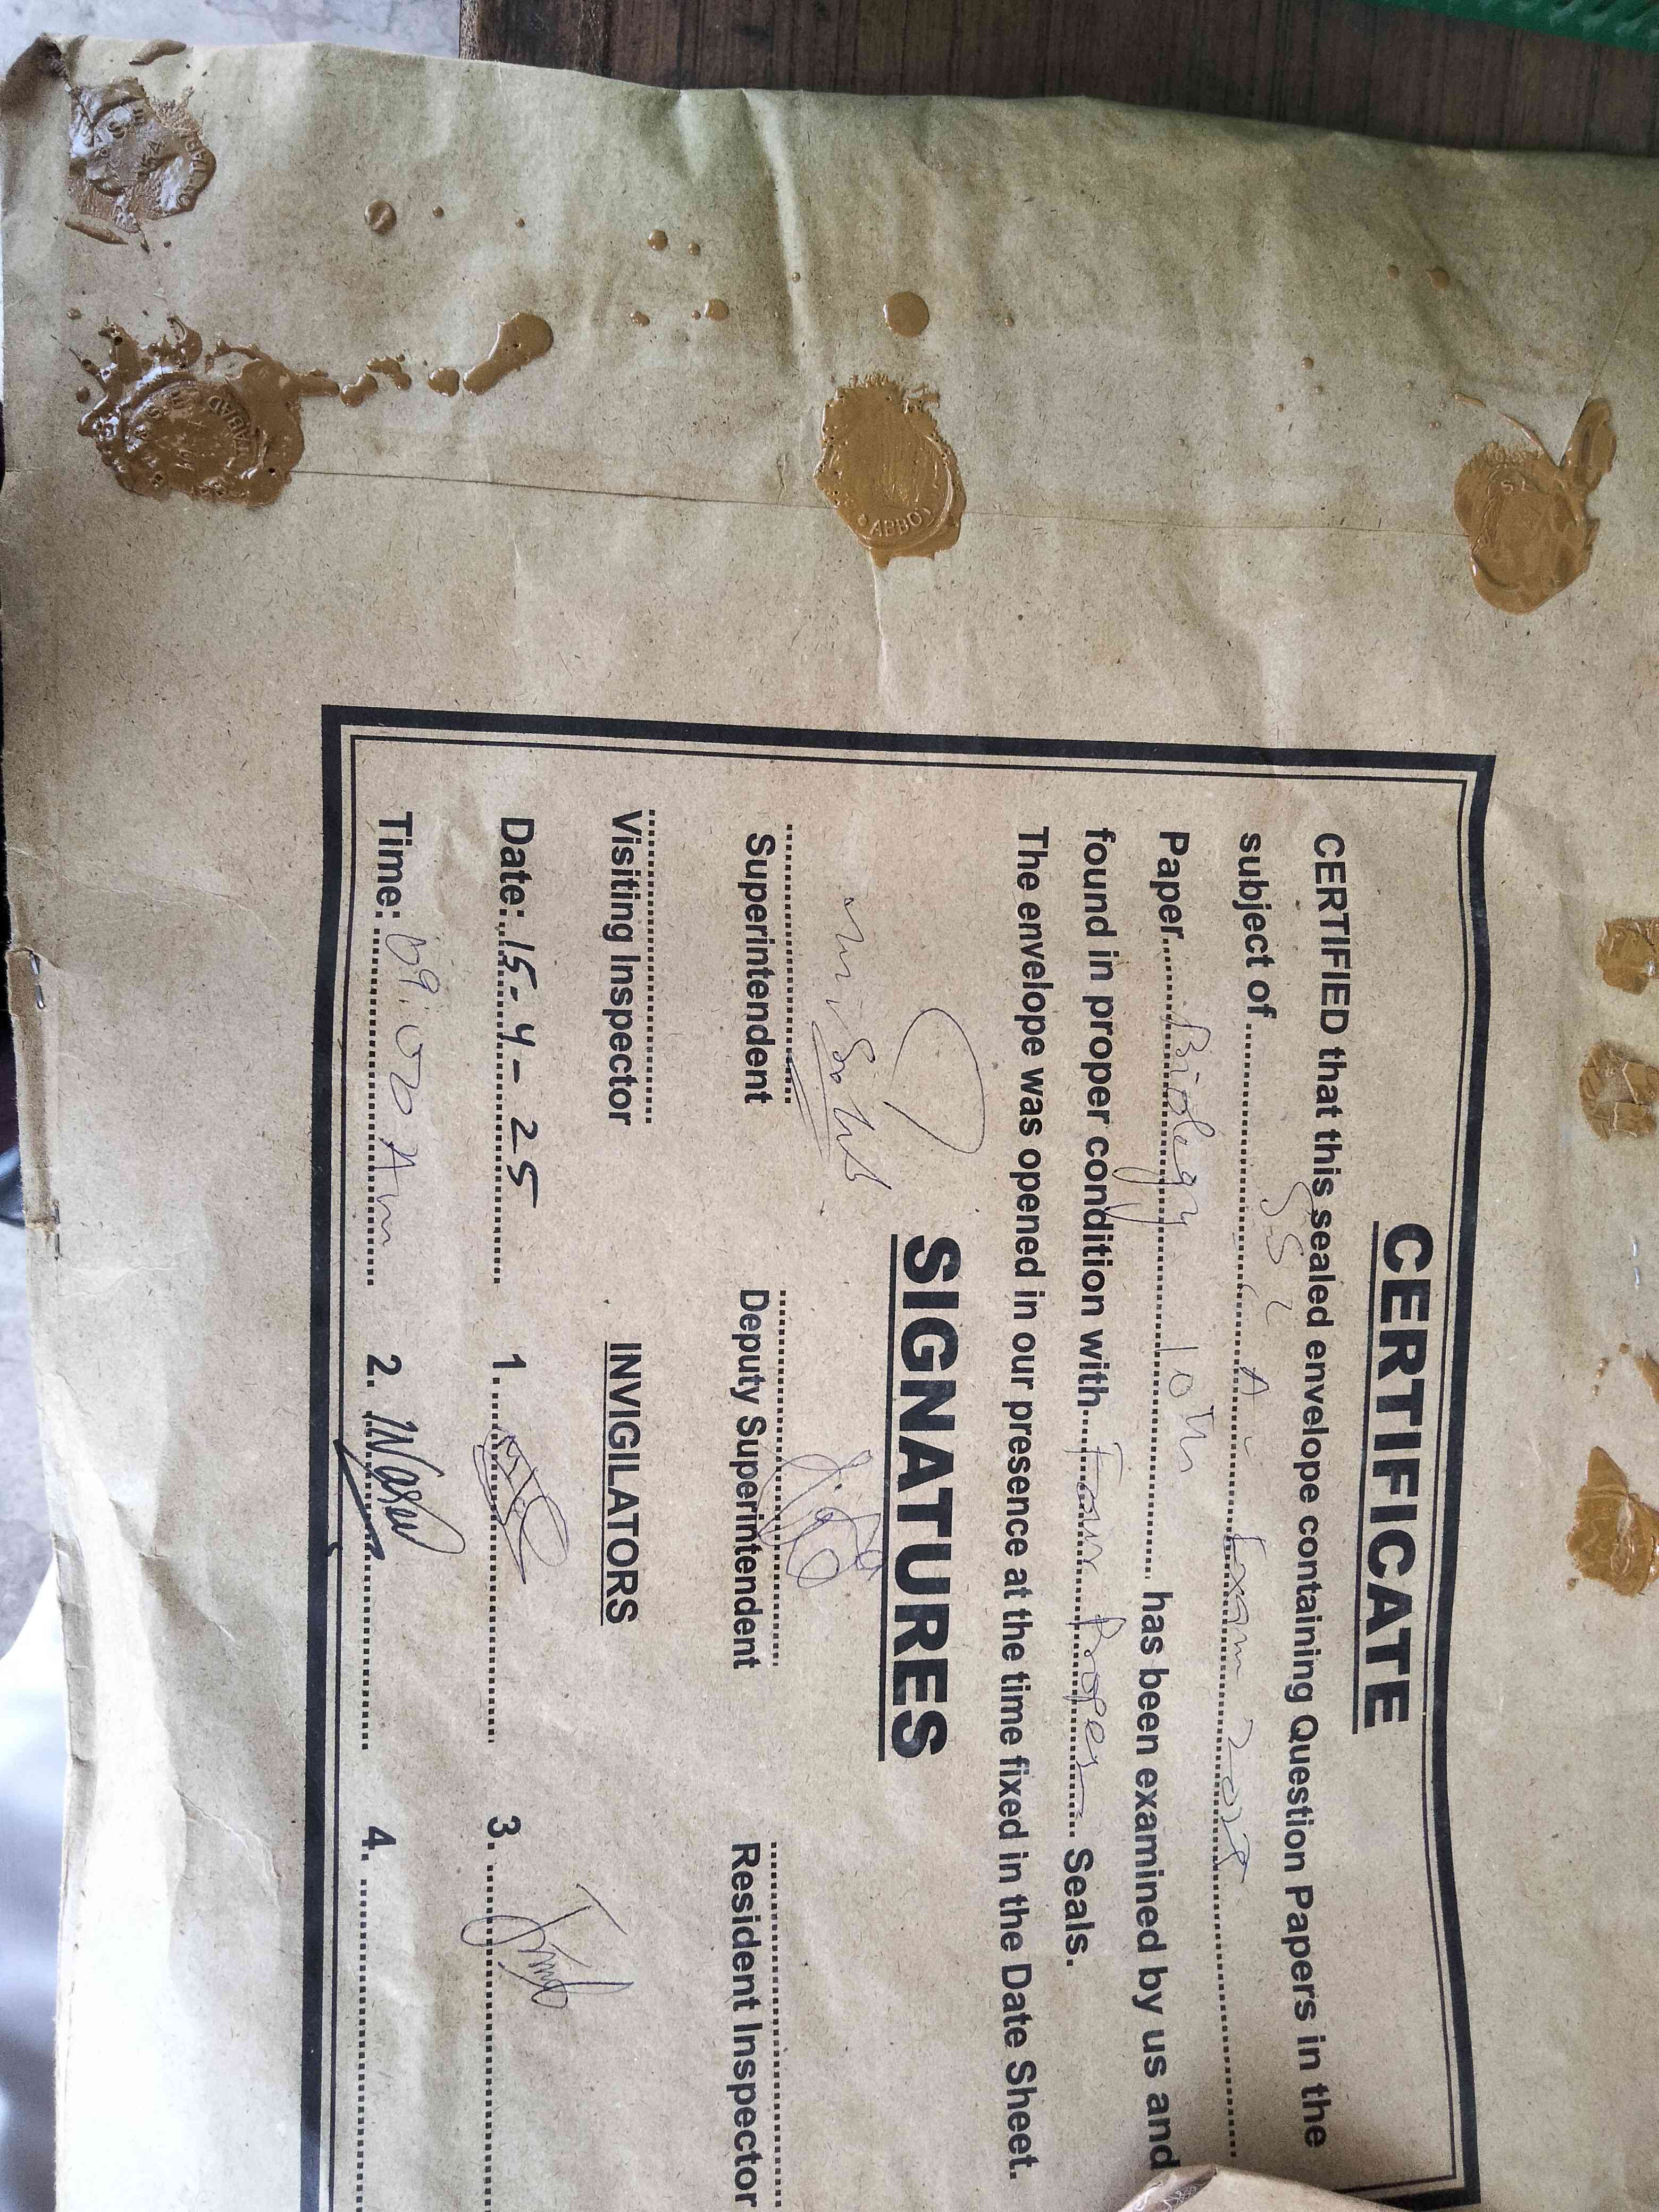 CERTIFICATE
CERTIFIED that this sealed envelope containing Question Papers in the
subject of SSC A. Exam 2025
Paper Biology 10th has been examined by us and
found in proper condition with Four Proper Seals.
The envelope was opened in our presence at the time fixed in the Date Sheet.
SIGNATURES
Superintendent Deputy Superintendent Resident Inspector
Visiting Inspector INVIGILATORS
Date: 15-4-25 1. 3.
Time: 09:00 Am 2. 4.